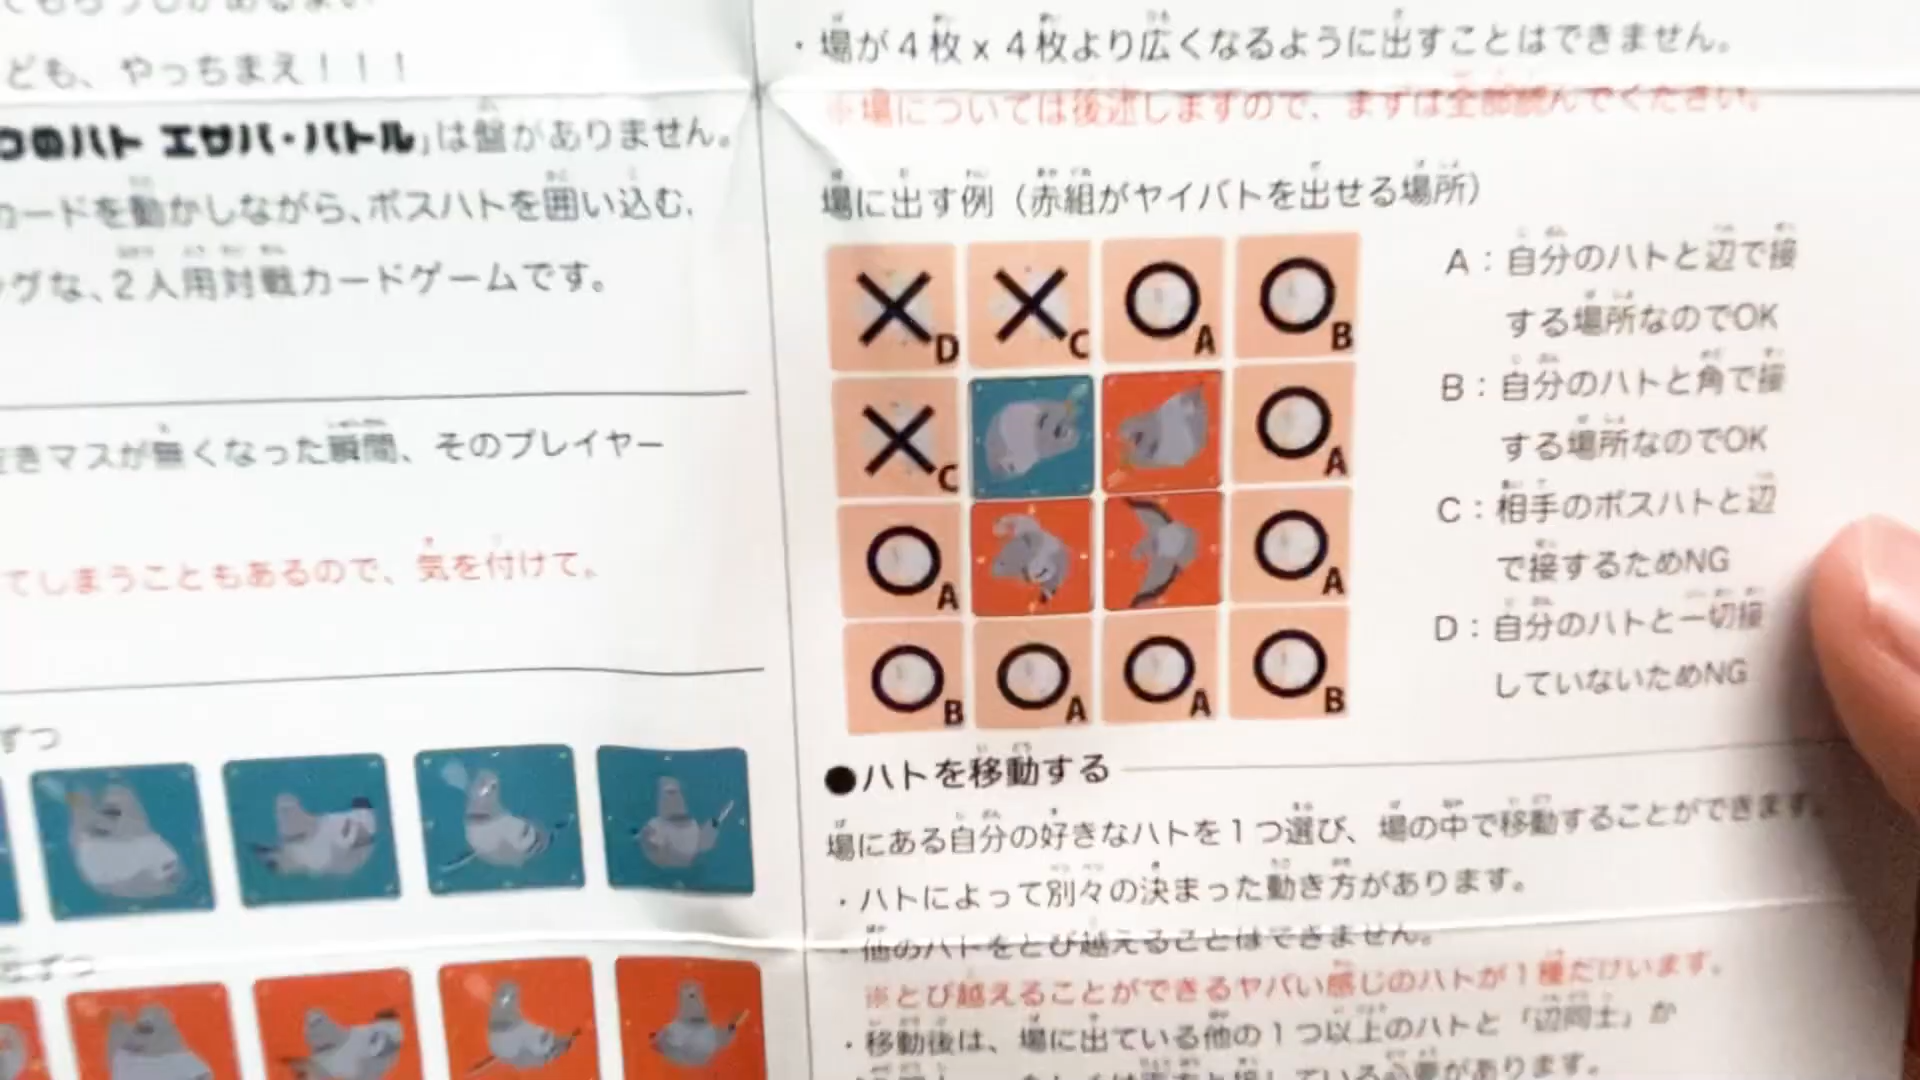 ども、やっちまえ!!!
つのハト エサバ・バトル」は盤がありません。
カードを動かしながら、ボスハトを囲い込む、
グな、2人用対戦カードゲームです。
きマスが無くなった瞬間、そのプレイヤー
てしまうこともあるので、気を付けて。
ずつ
・場が4枚x4枚より広くなるように出すことはできません。
※場については後述しますので、まずは全部読んでください。
場に出す例（赤組がヤイバトを出せる場所）
D C A B
C A
A A
B A A B
A：自分のハトと辺で接
する場所なのでOK
B：自分のハトと角で接
する場所なのでOK
C：相手のボスハトと辺
で接するためNG
D：自分のハトと一切接
していないためNG
●ハトを移動する
場にある自分の好きなハトを1つ選び、場の中で移動することができます。
・ハトによって別々の決まった動き方があります。
・他のハトをとび越えることはできません。
※とび越えることができるヤバい感じのハトが1種だけいます。
・移動後は、場に出ている他の1つ以上のハトと「辺同士」か
接している必要があります。